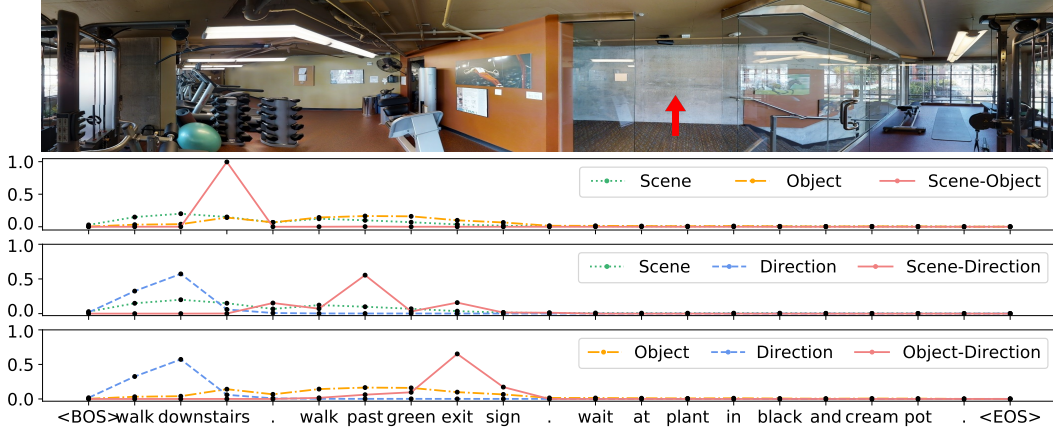 1.0
0.5
0.0
Scene Object Scene-Object
1.0
0.5
0.0
Scene Direction Scene-Direction
1.0
0.5
0.0
Object Direction Object-Direction
<BOS> walk downstairs . walk past green exit sign . wait at plant in black and cream pot . <EOS>